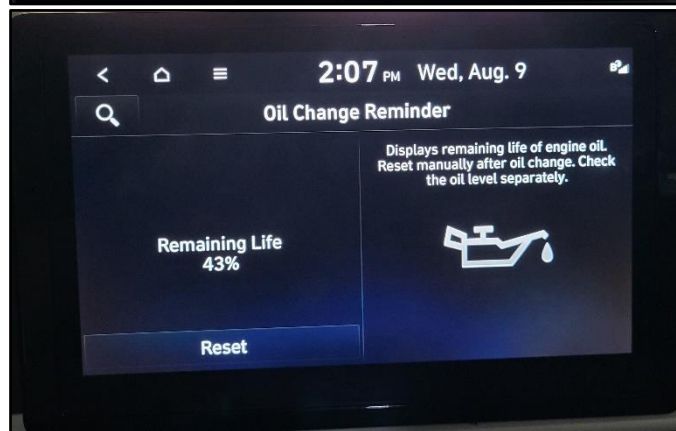 2:07 PM Wed, Aug. 9
Oil Change Reminder
Displays remaining life of engine oil.
Reset manually after oil change. Check
the oil level separately.
Remaining Life
43%
Reset